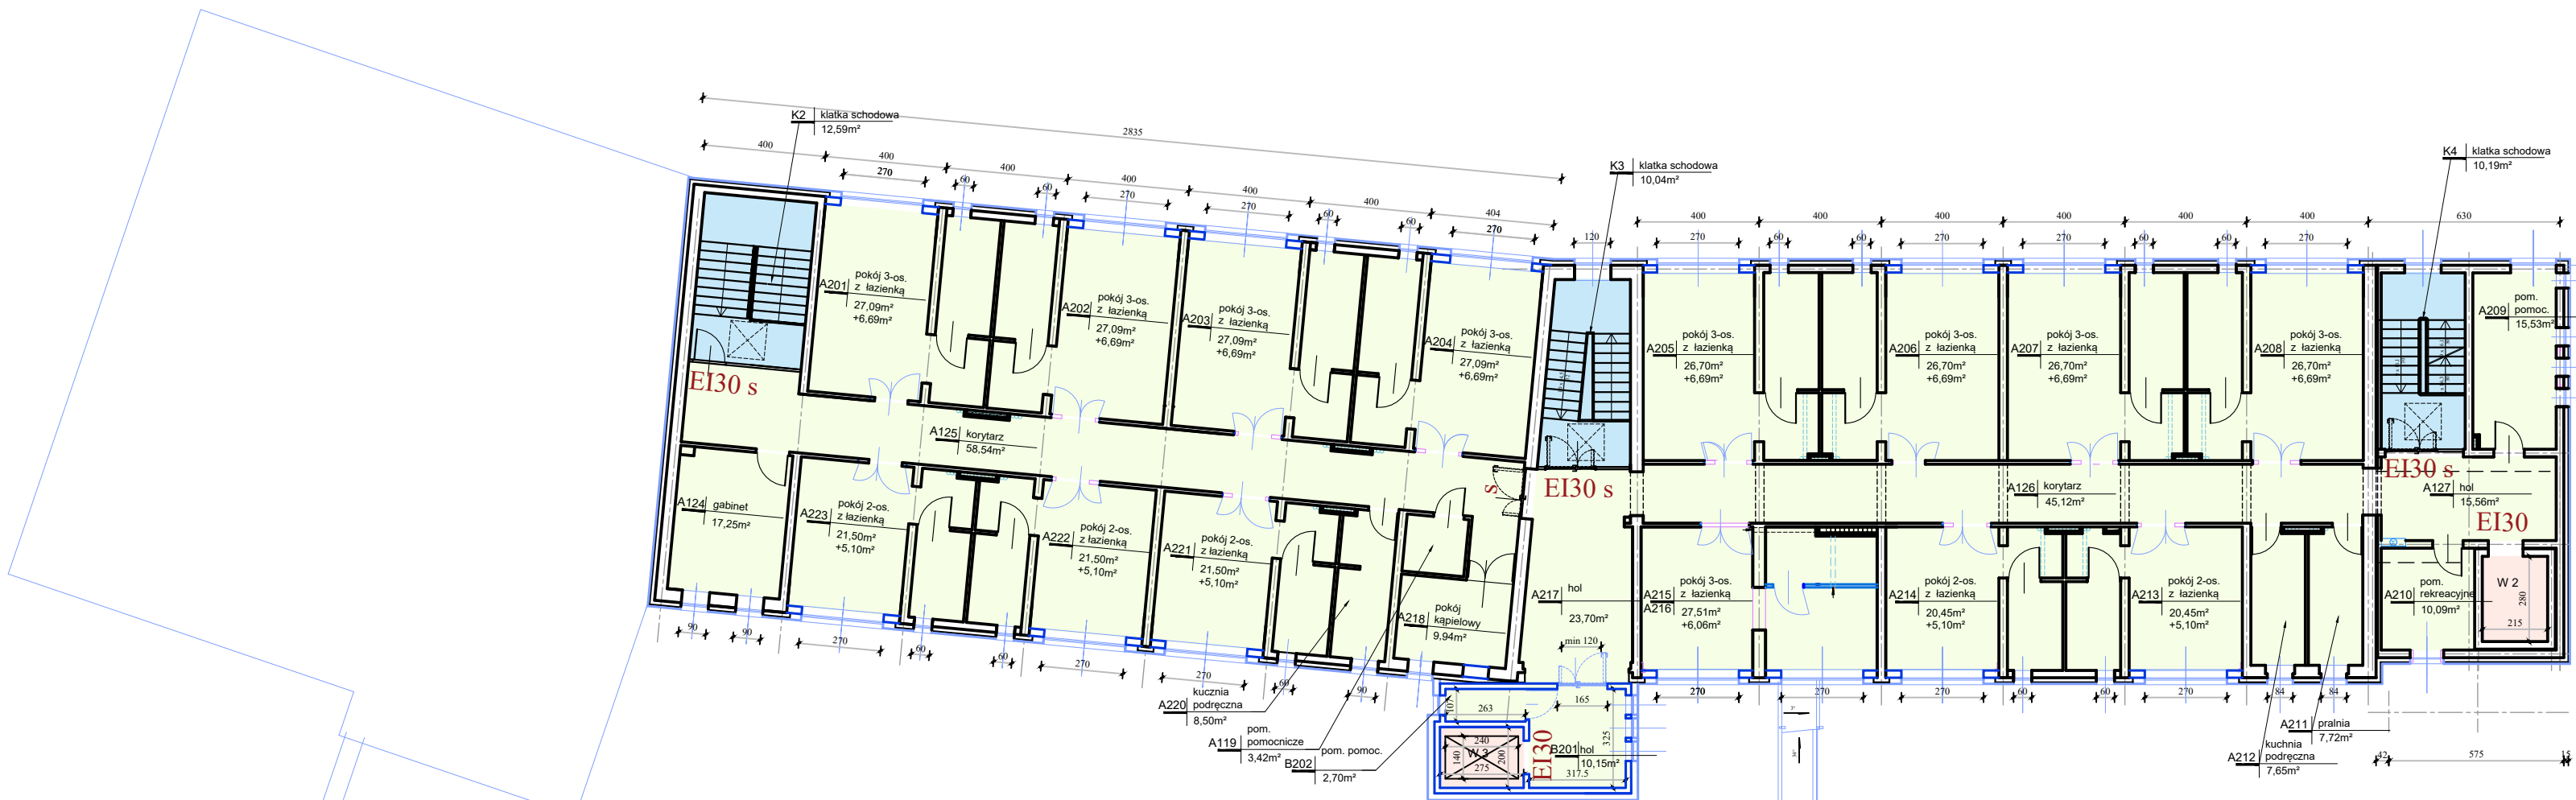 K2 klatka schodowa
12,59m²
2835
400 400 400 400 400 400 404
270 60 60 270 270 60 60 270
K3 klatka schodowa
10,04m²
120
K4 klatka schodowa
10,19m²
400 400 400 400 400 400 630
270 60 60 270 270 60 60 270
A201 pokój 3-os.
z łazienką
27,09m²
+6,69m²
A202 pokój 3-os.
z łazienką
27,09m²
+6,69m²
A203 pokój 3-os.
z łazienką
27,09m²
+6,69m²
A204 pokój 3-os.
z łazienką
27,09m²
+6,69m²
A205 pokój 3-os.
z łazienką
26,70m²
+6,69m²
A206 pokój 3-os.
z łazienką
26,70m²
+6,69m²
A207 pokój 3-os.
z łazienką
26,70m²
+6,69m²
A208 pokój 3-os.
z łazienką
26,70m²
+6,69m²
A209 pom.
pomoc.
15,53m²
EI30 s
A125 korytarz
58,54m²
s
EI30 s
A126 korytarz
45,12m²
EI30 s
A127 hol
15,56m²
EI30
A124 gabinet
17,25m²
A223 pokój 2-os.
z łazienką
21,50m²
+5,10m²
A222 pokój 2-os.
z łazienką
21,50m²
+5,10m²
A221 pokój 2-os.
z łazienką
21,50m²
+5,10m²
A218 pokój
kąpielowy
9,94m²
A217 hol
23,70m²
min 120
A215 pokój 3-os.
z łazienką
A216 27,51m²
+6,06m²
A214 pokój 2-os.
z łazienką
20,45m²
+5,10m²
A213 pokój 2-os.
z łazienką
20,45m²
+5,10m²
A210 pom.
rekreacyjne
10,09m²
W 2
280
215
90 90 270 60 60 270 270 60 90
270 270 270 60 60 270 84 84
A220 kucznia
podręczna
8,50m²
A119 pom.
pomocnicze
3,42m²
B202 pom. pomoc.
2,70m²
107
263
165
240
W 3
140
200
275
EI30
B201 hol
10,15m²
325
317.5
A211 pralnia
7,72m²
A212 kuchnia
podręczna
7,65m²
42 575 15